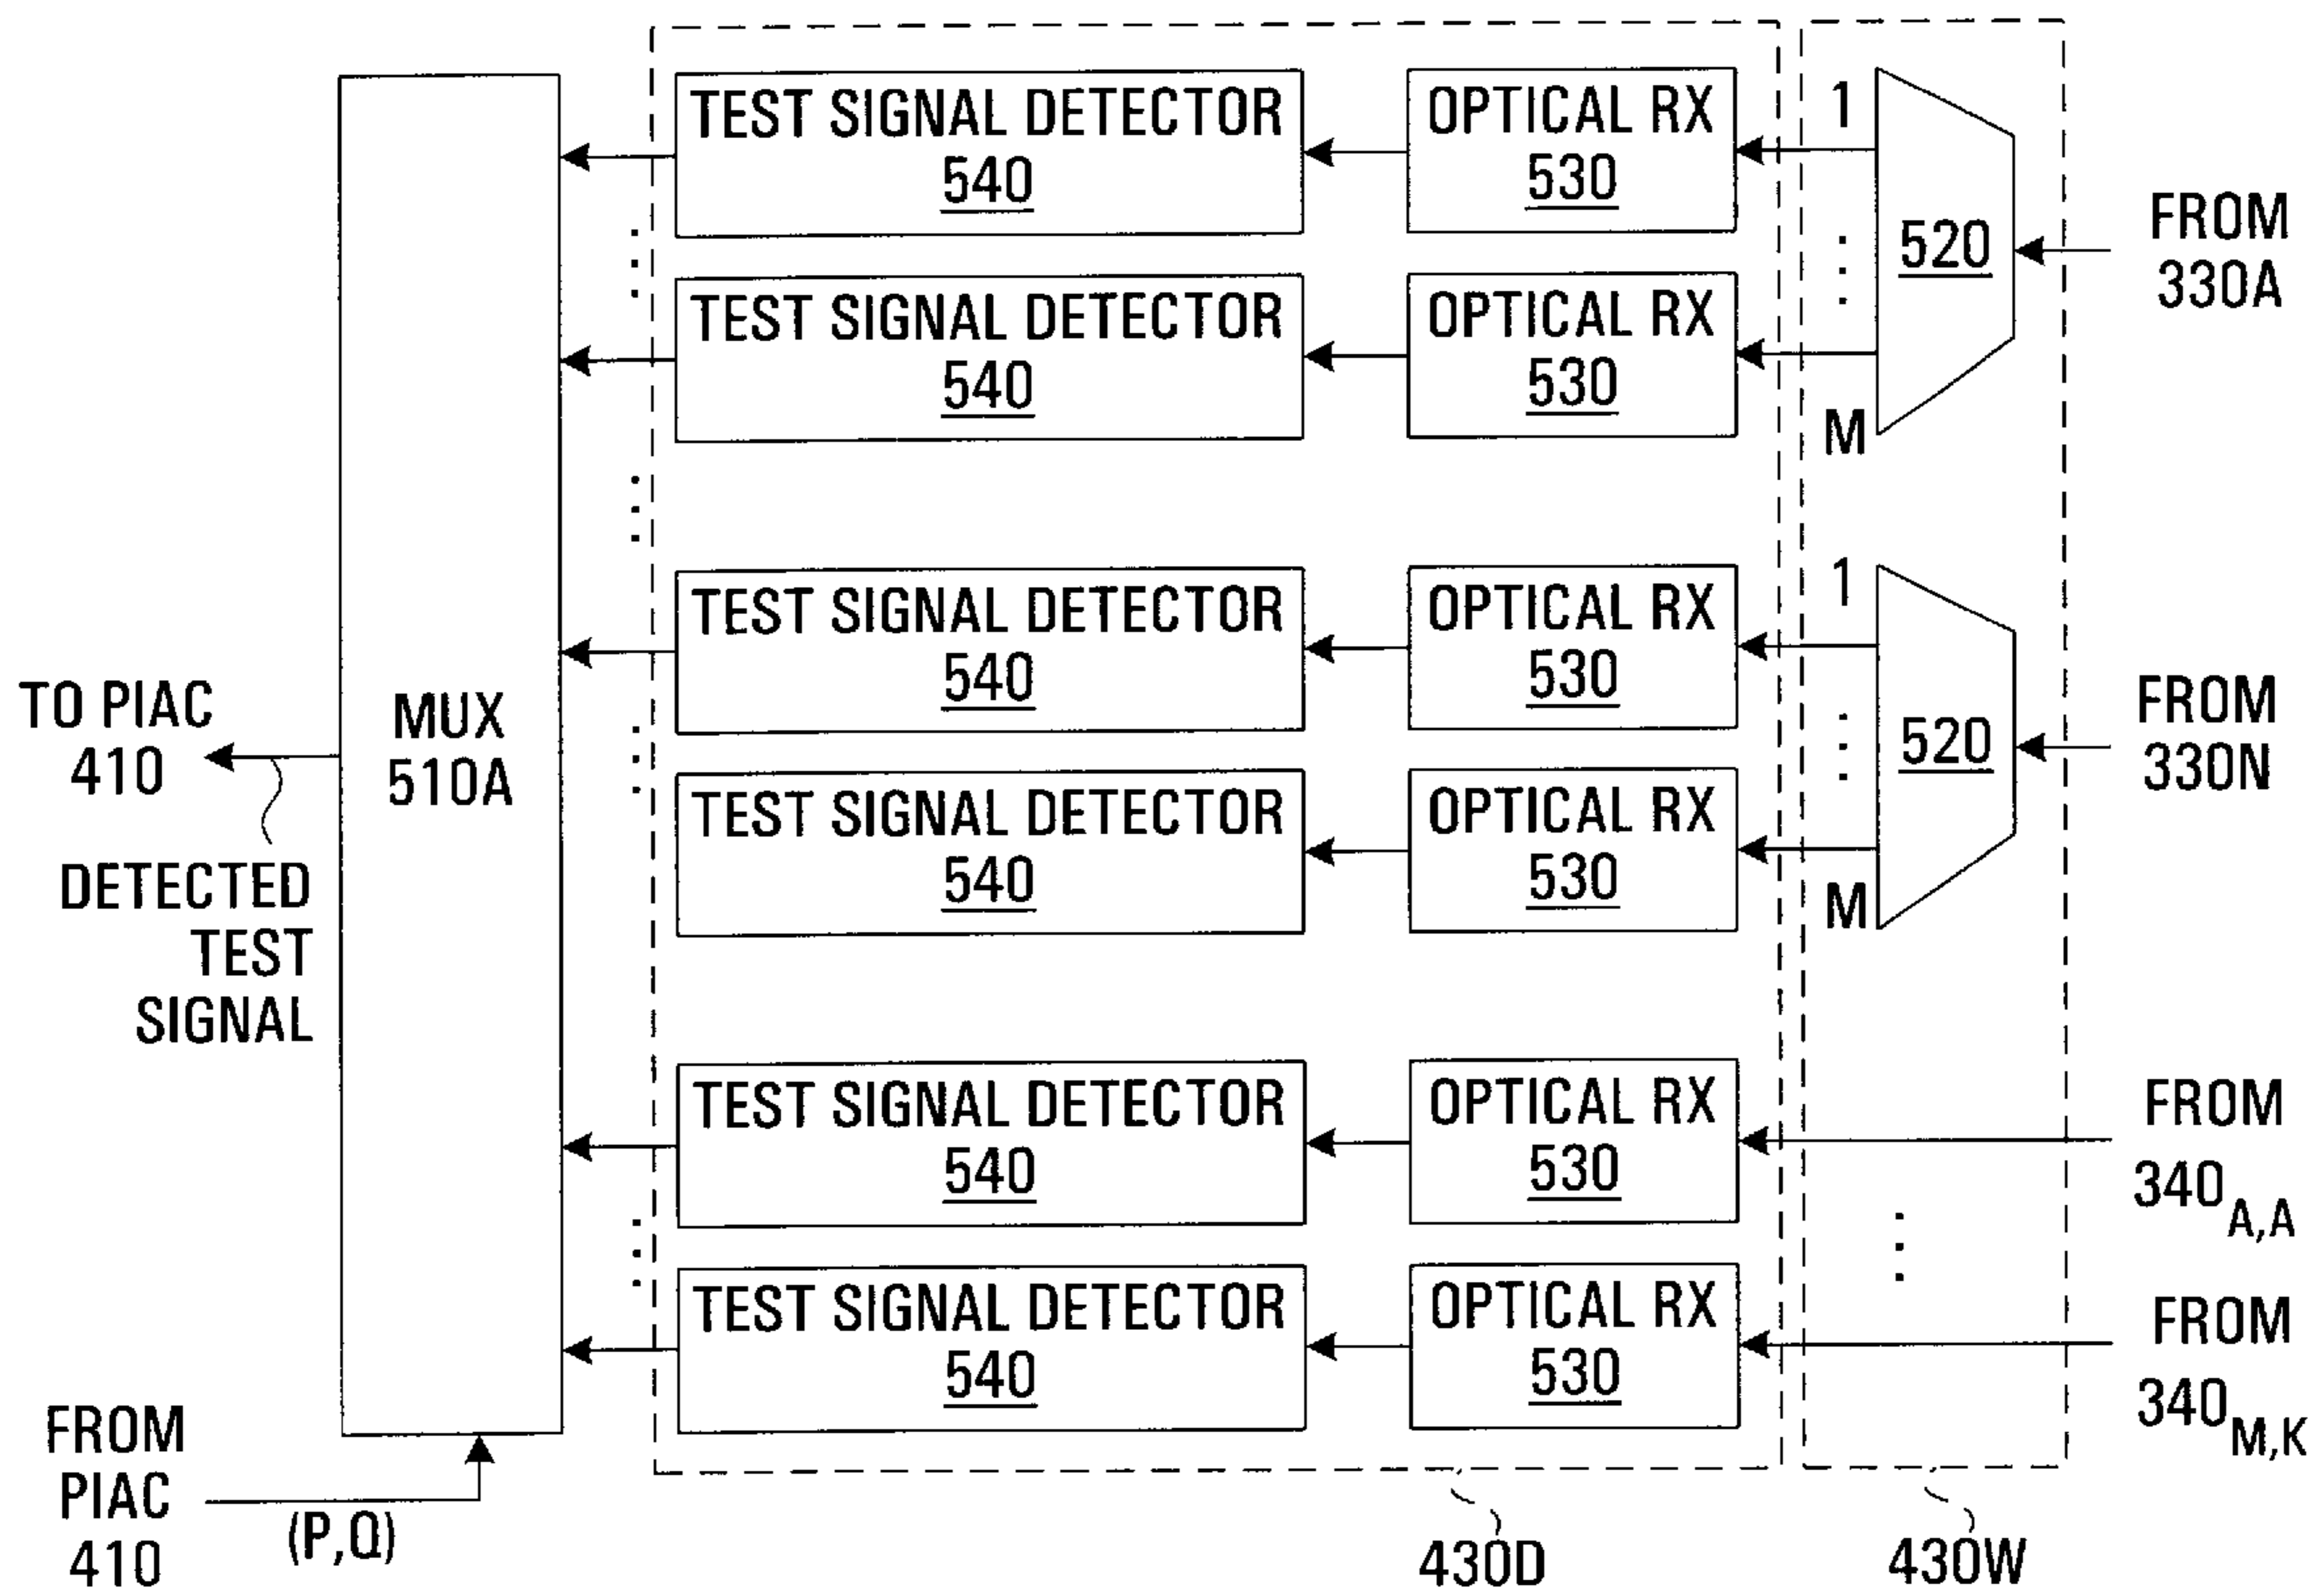 TEST SIGNAL DETECTOR
540
OPTICAL RX
530
1
520
FROM
330A
TEST SIGNAL DETECTOR
540
OPTICAL RX
530
M
TEST SIGNAL DETECTOR
540
OPTICAL RX
530
1
520
FROM
330N
TO PIAC
410
MUX
510A
TEST SIGNAL DETECTOR
540
OPTICAL RX
530
M
DETECTED
TEST
SIGNAL
TEST SIGNAL DETECTOR
540
OPTICAL RX
530
FROM
340A,A
TEST SIGNAL DETECTOR
540
OPTICAL RX
530
FROM
340M,K
FROM
PIAC
410
(P,Q)
430D
430W